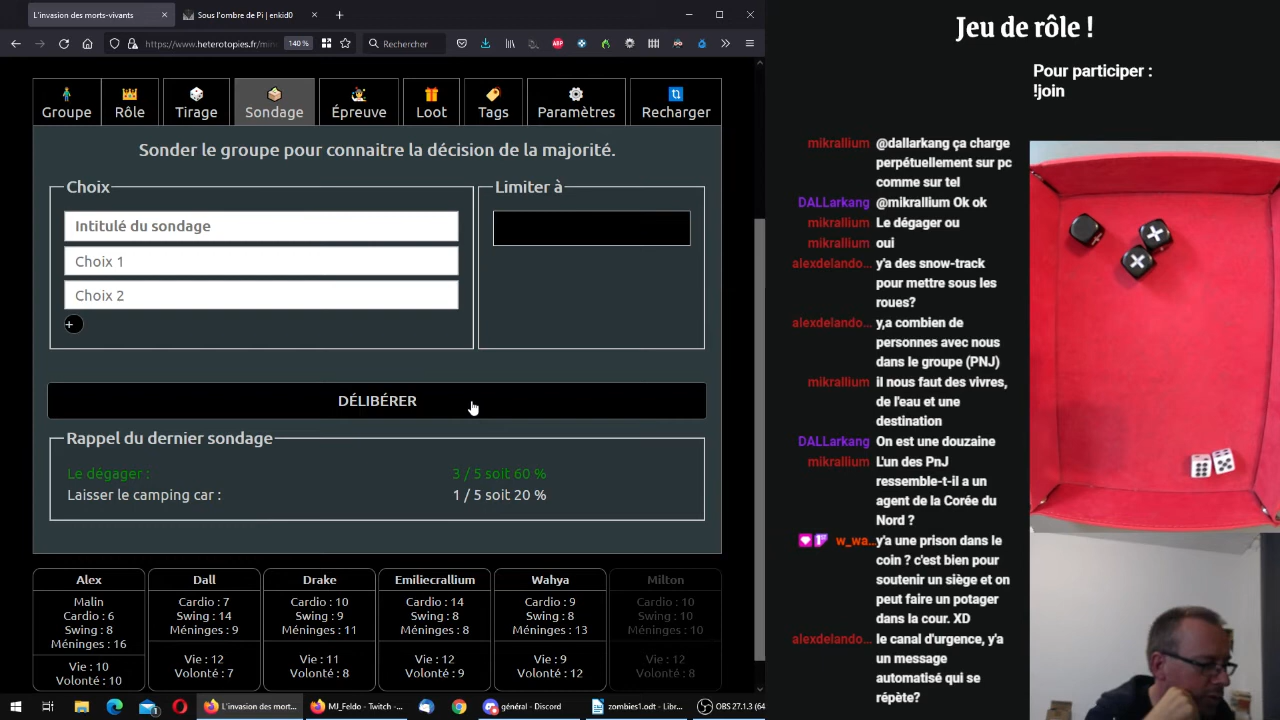 L'invasion des morts-vivants
Sous l'ombre de Pi | enkid0
https://www.heterotopies.fr/min
140 %
Rechercher
ABP
Groupe
Rôle
Tirage
Sondage
Épreuve
Loot
Tags
Paramètres
Recharger
Sonder le groupe pour connaitre la décision de la majorité.
Choix
Limiter à
Intitulé du sondage
Choix 1
Choix 2
+
DÉLIBÉRER
Rappel du dernier sondage
Le dégager : 3 / 5 soit 60 %
Laisser le camping car : 1 / 5 soit 20 %
Alex
Malin
Cardio : 6
Swing : 8
Méninges : 16
Vie : 10
Volonté : 10
Dall
Cardio : 7
Swing : 14
Méninges : 9
Vie : 12
Volonté : 7
Drake
Cardio : 10
Swing : 9
Méninges : 11
Vie : 11
Volonté : 8
Emiliecrallium
Cardio : 14
Swing : 8
Méninges : 8
Vie : 12
Volonté : 9
Wahya
Cardio : 9
Swing : 8
Méninges : 13
Vie : 9
Volonté : 12
Milton
Cardio : 10
Swing : 10
Méninges : 10
Vie : 12
Volonté : 8
L'invasion des mort...
MJ_Feldo - Twitch -...
général - Discord
zombies1.odt - Libr...
OBS 27.1.3 (64
Jeu de rôle !
Pour participer :
!join
mikrallium @dallarkang ça charge
perpétuellement sur pc
comme sur tel
DALLarkang @mikrallium Ok ok
mikrallium Le dégager ou
mikrallium oui
alexdelando... y'a des snow-track
pour mettre sous les
roues?
alexdelando... y,a combien de
personnes avec nous
dans le groupe (PNJ)
mikrallium il nous faut des vivres,
de l'eau et une
destination
DALLarkang On est une douzaine
mikrallium L'un des PnJ
ressemble-t-il a un
agent de la Corée du
Nord ?
w_wa... y'a une prison dans le
coin ? c'est bien pour
soutenir un siège et on
peut faire un potager
dans la cour. XD
alexdelando... le canal d'urgence, y'a
un message
automatisé qui se
répète?